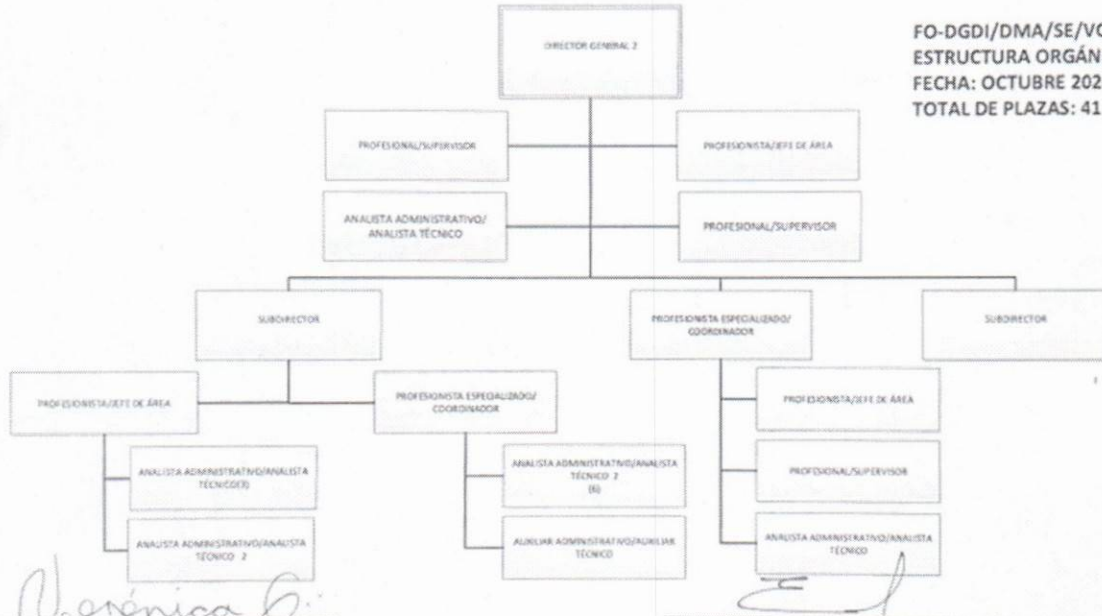 DIRECTOR GENERAL 2
FO-DGDI/DMA/SE/VO
ESTRUCTURA ORGÁN
FECHA: OCTUBRE 202
TOTAL DE PLAZAS: 41
PROFESIONAL/SUPERVISOR
PROFESIONISTA/JEFE DE ÁREA
ANALISTA ADMINISTRATIVO/
ANALISTA TÉCNICO
PROFESIONAL/SUPERVISOR
SUBDIRECTOR
PROFESIONISTA ESPECIALIZADO/
COORDINADOR
SUBDIRECTOR
PROFESIONISTA/JEFE DE ÁREA
PROFESIONISTA ESPECIALIZADO/
COORDINADOR
PROFESIONISTA/JEFE DE ÁREA
ANALISTA ADMINISTRATIVO/ANALISTA
TÉCNICO(3)
ANALISTA ADMINISTRATIVO/ANALISTA
TÉCNICO 2
(6)
PROFESIONAL/SUPERVISOR
ANALISTA ADMINISTRATIVO/ANALISTA
TÉCNICO 2
AUXILIAR ADMINISTRATIVO/AUXILIAR
TÉCNICO
ANALISTA ADMINISTRATIVO/ANALISTA
TÉCNICO
Verónica